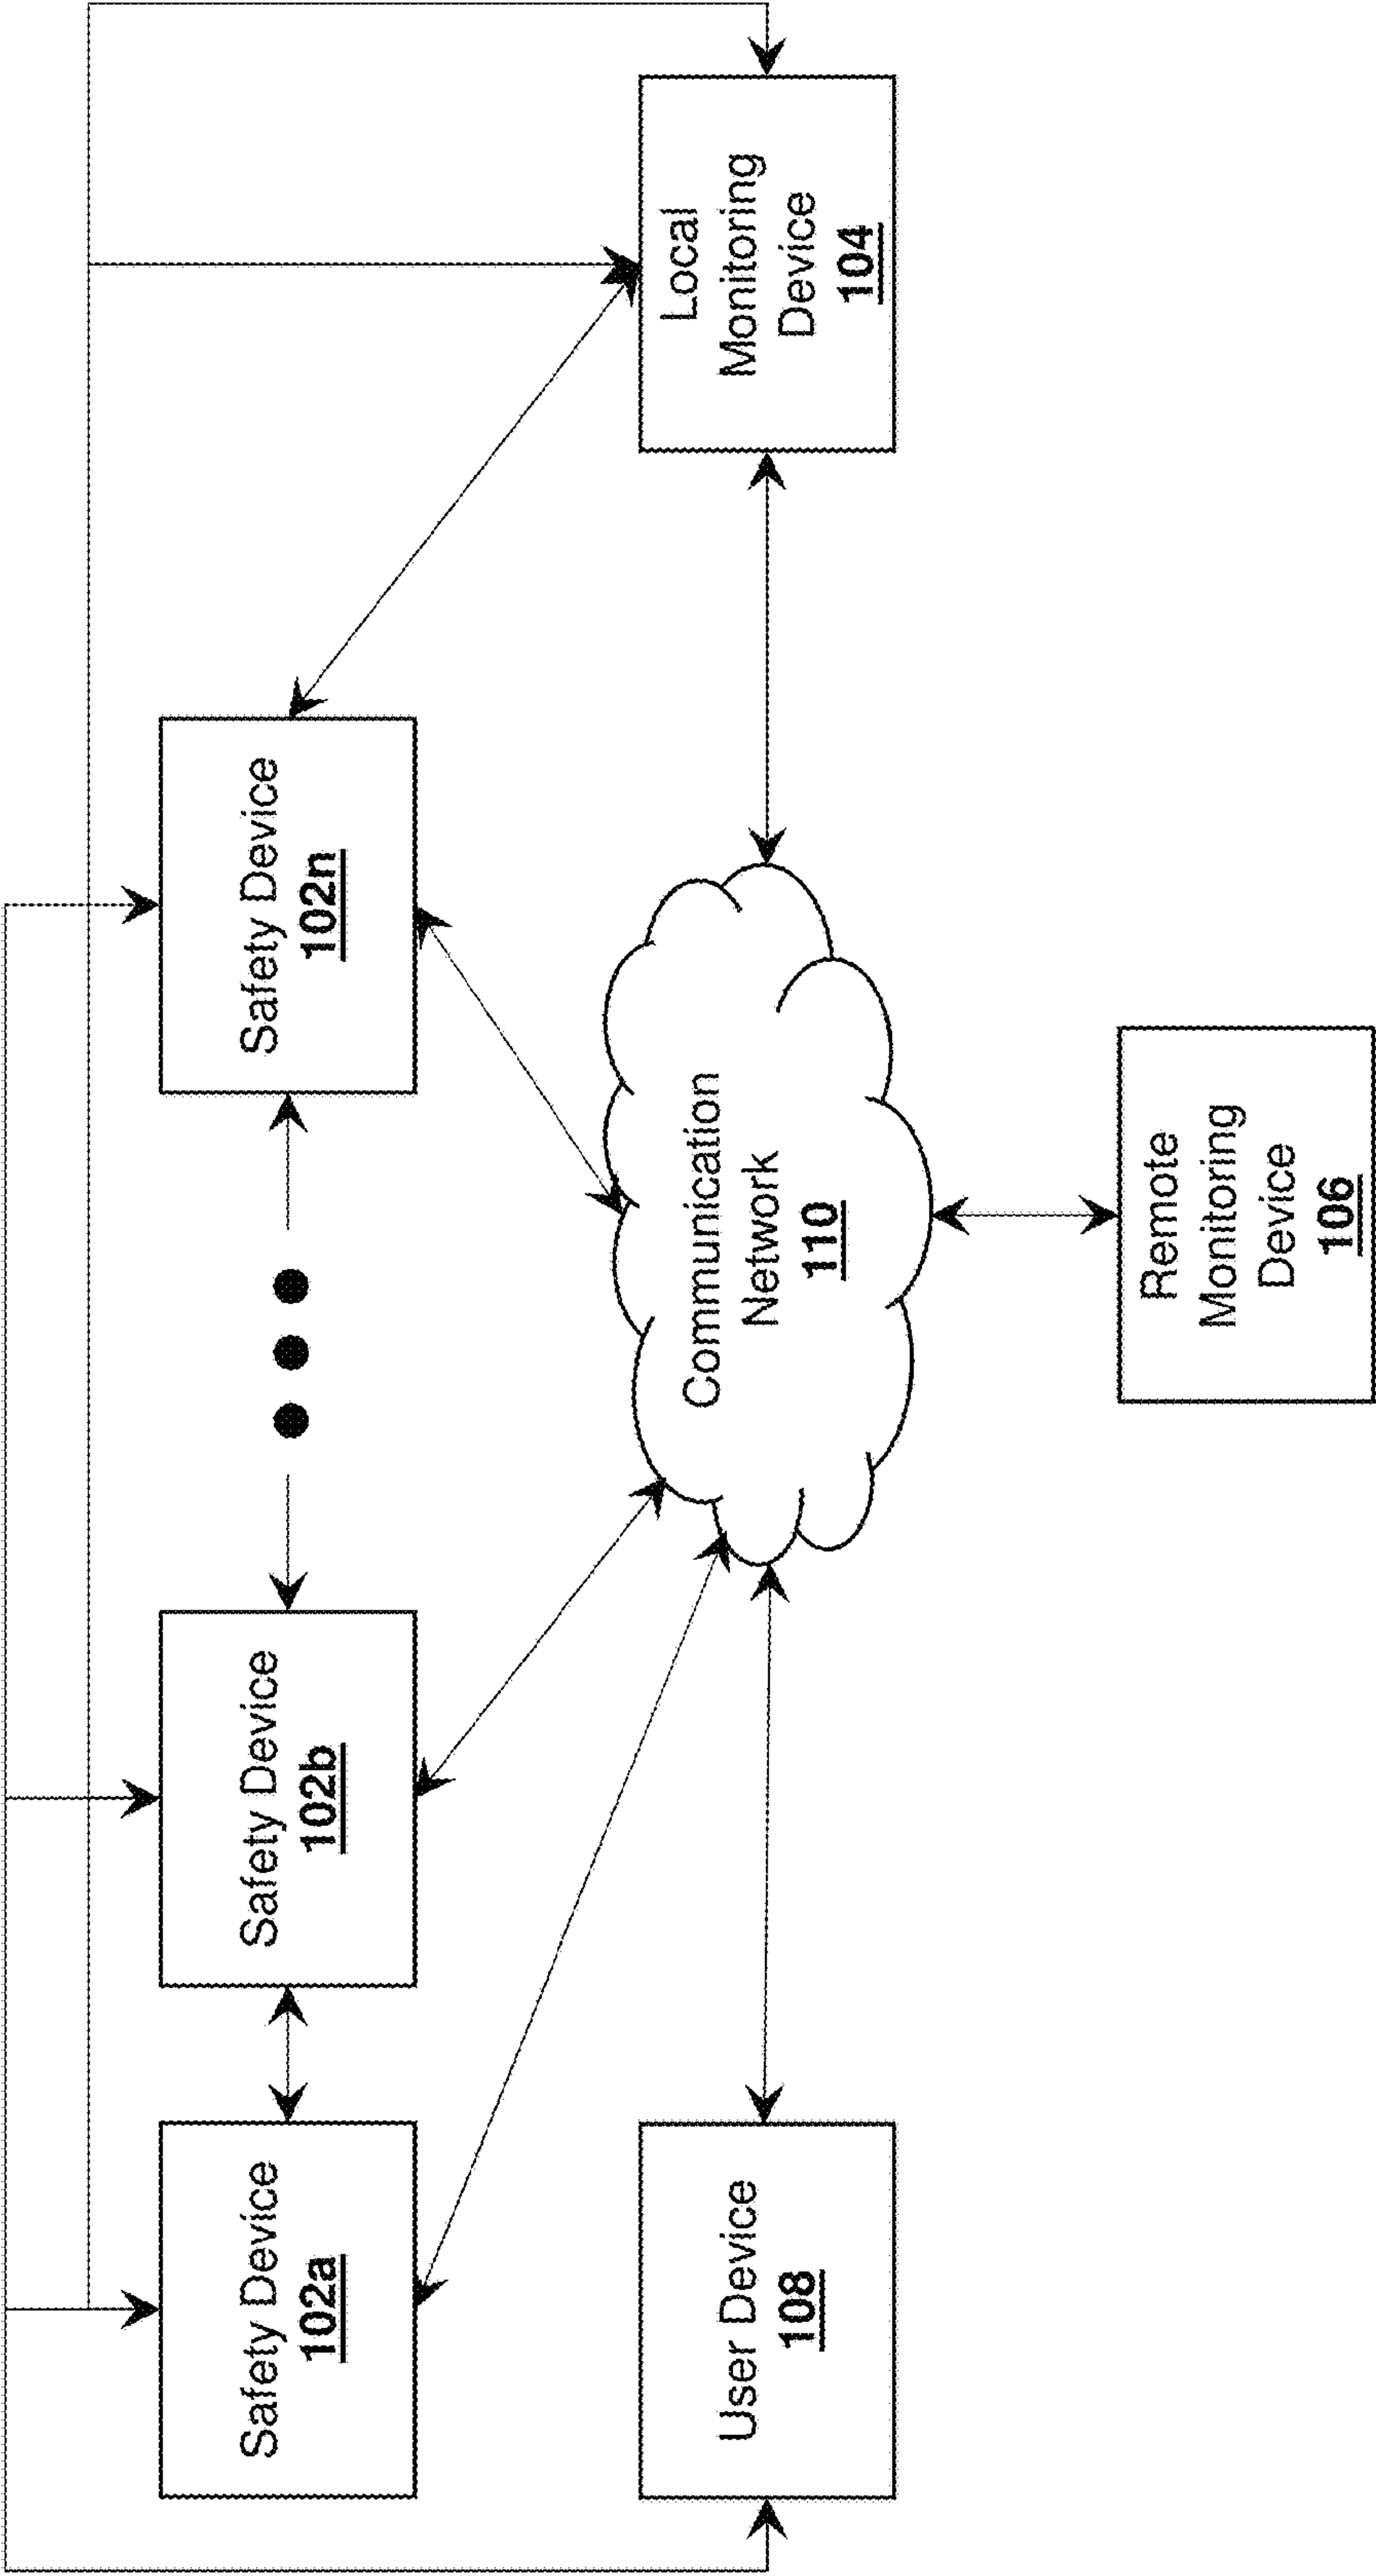 Safety Device
102a
Safety Device
102b
Safety Device
102n
User Device
108
Communication
Network
110
Local
Monitoring
Device
104
Remote
Monitoring
Device
106